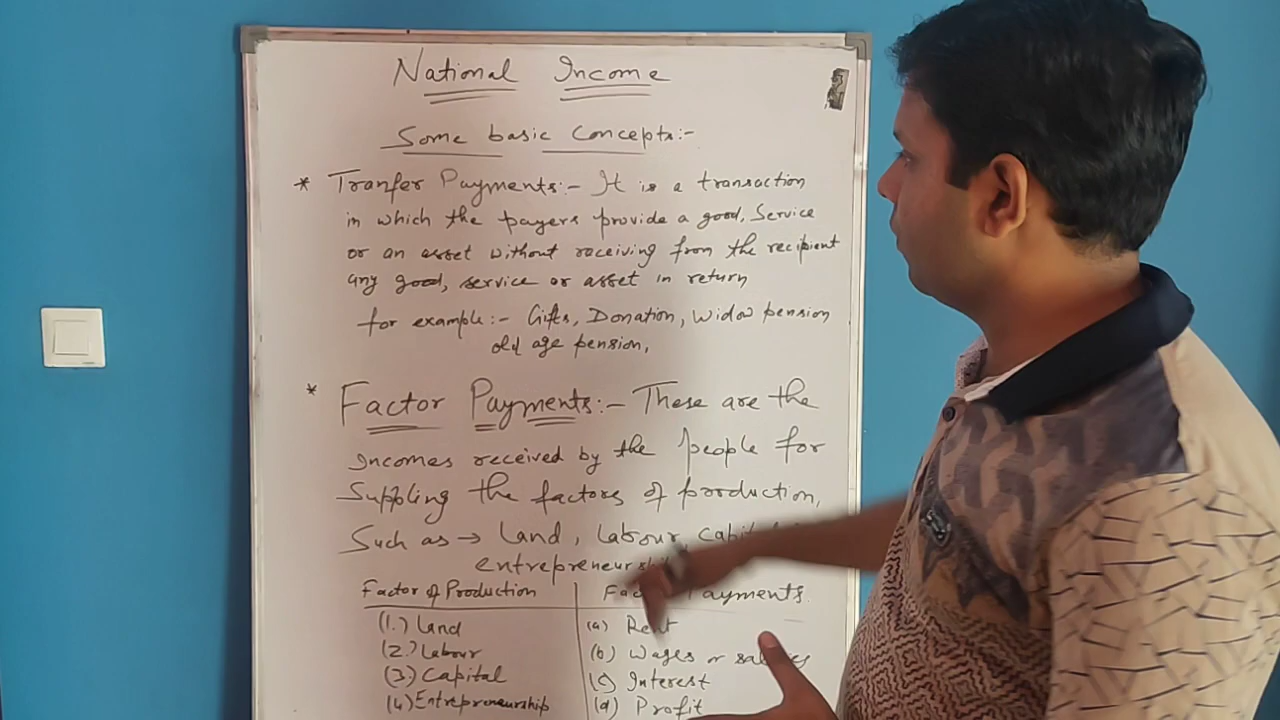 National Income
Some basic Concepts:-
* Tranfer Payments:- It is a transaction
in which the payers provide a good, Service
or an asset without receiving from the recipient
any good, service or asset in return
for example:- Gifts, Donation, Widow pension
old age pension,
* Factor Payments:- These are the
Incomes received by the people for
Suppling the factors of production,
Such as → Land, Labour, Capital
entrepreneurship
Factor of Production Factor Payments.
(1.) Land (a) Rent
(2.) Labour (b) Wages or salaries
(3) Capital (c) Interest
(4) Entrepreneurship (d) Profit